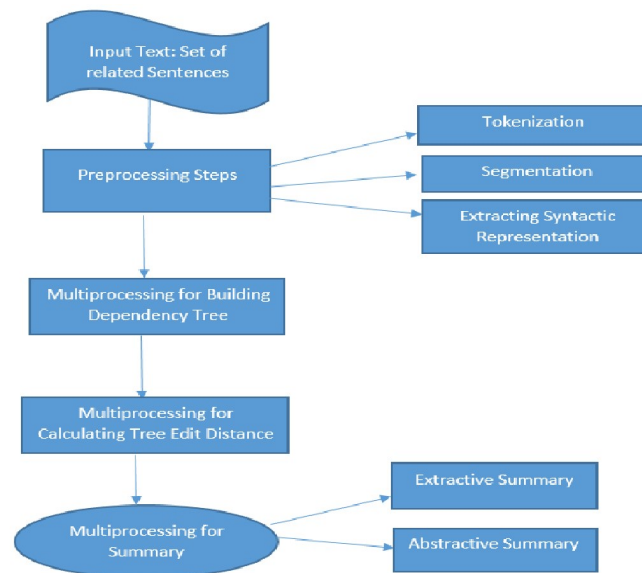 Input Text: Set of
related Sentences
Tokenization
Preprocessing Steps
Segmentation
Extracting Syntactic
Representation
Multiprocessing for Building
Dependency Tree
Multiprocessing for
Calculating Tree Edit Distance
Extractive Summary
Multiprocessing for
Summary
Abstractive Summary